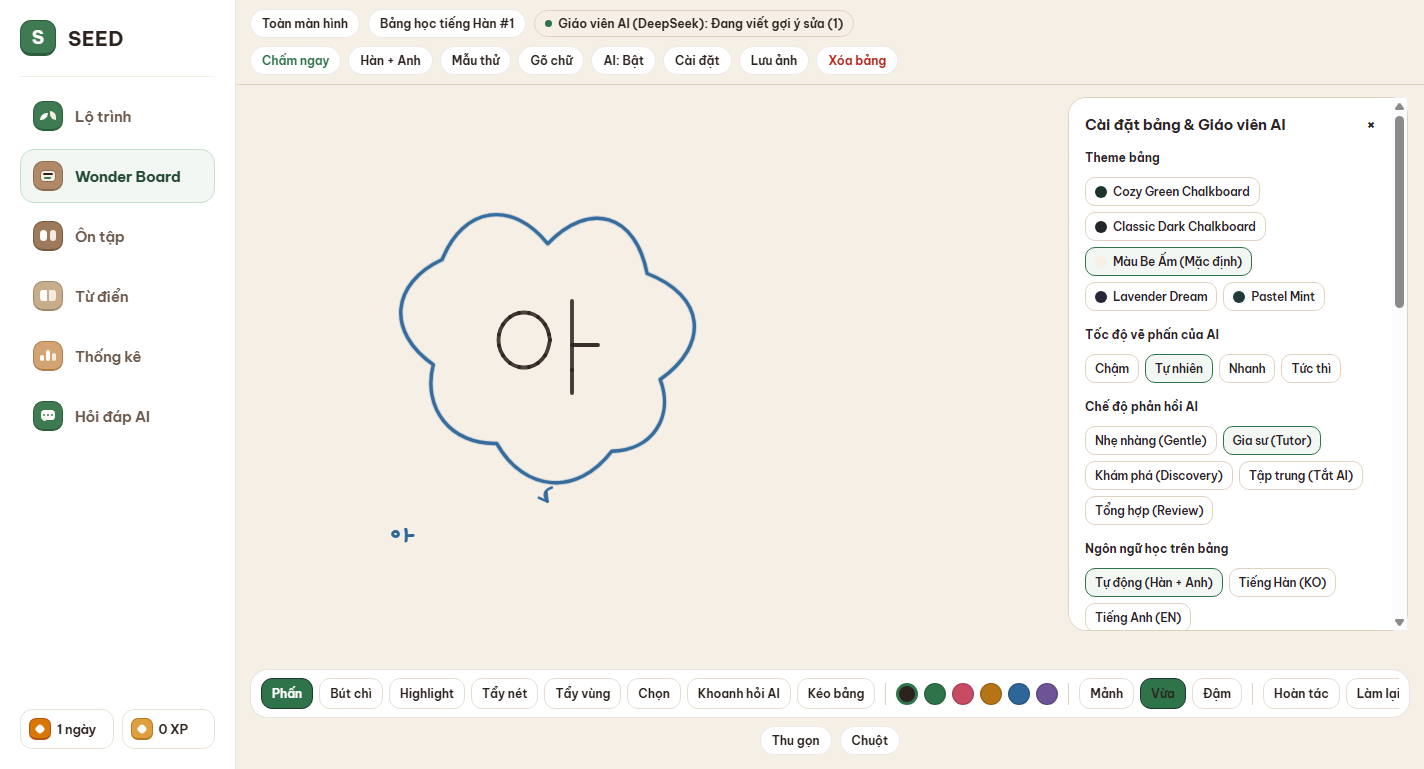 S SEED
Lộ trình
Wonder Board
Ôn tập
Từ điển
Thống kê
Hỏi đáp AI
1 ngày
0 XP
Toàn màn hình
Bảng học tiếng Hàn #1
Giáo viên AI (DeepSeek): Đang viết gợi ý sửa (1)
Chấm ngay
Hàn + Anh
Mẫu thử
Gõ chữ
AI: Bật
Cài đặt
Lưu ảnh
Xóa bảng
아
아
Cài đặt bảng & Giáo viên AI
Theme bảng
Cozy Green Chalkboard
Classic Dark Chalkboard
Màu Be Ấm (Mặc định)
Lavender Dream
Pastel Mint
Tốc độ vẽ phấn của AI
Chậm
Tự nhiên
Nhanh
Tức thì
Chế độ phản hồi AI
Nhẹ nhàng (Gentle)
Gia sư (Tutor)
Khám phá (Discovery)
Tập trung (Tắt AI)
Tổng hợp (Review)
Ngôn ngữ học trên bảng
Tự động (Hàn + Anh)
Tiếng Hàn (KO)
Tiếng Anh (EN)
Phấn
Bút chì
Highlight
Tẩy nét
Tẩy vùng
Chọn
Khoanh hỏi AI
Kéo bảng
Mảnh
Vừa
Đậm
Hoàn tác
Làm lại
Thu gọn
Chuột